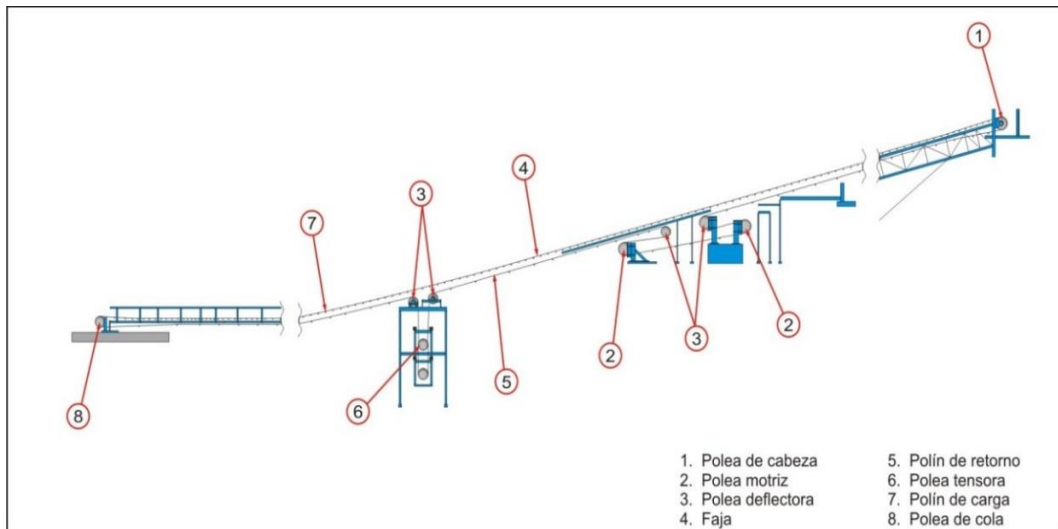 1
3
4
7
2
3
2
5
6
8
1. Polea de cabeza
2. Polea motriz
3. Polea deflectora
4. Faja
5. Polín de retorno
6. Polea tensora
7. Polín de carga
8. Polea de cola